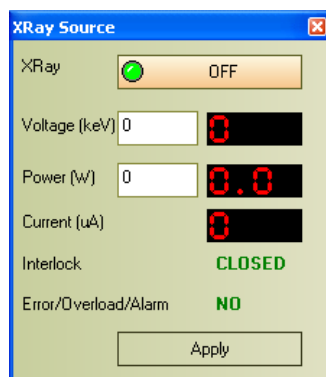 XRay Source
XRay OFF
Voltage (keV) 0 0
Power (W) 0 0.0
Current (uA) 0
Interlock CLOSED
Error/Overload/Alarm NO
Apply